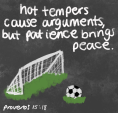 hot tempers
cause arguments,
but patience brings
peace.
proverbs 15:18